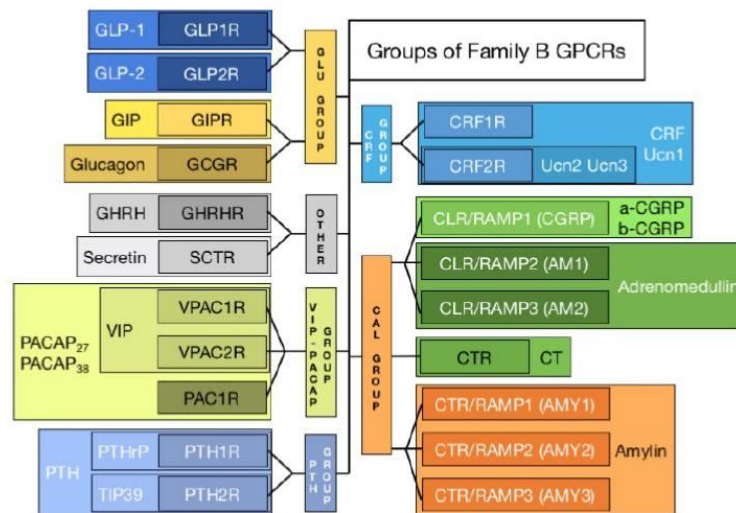 Groups of Family B GPCRs
GLP-1 GLP1R
GLP-2 GLP2R
GIP GIPR
Glucagon GCGR
GLU GROUP
GHRH GHRHR
Secretin SCTR
OTHER
PACAP27
PACAP38
VIP
VPAC1R
VPAC2R
PAC1R
VIP-PACAP GROUP
PTH
PTHrP PTH1R
TIP39 PTH2R
PTH GROUP
CRF GROUP
CRF1R
CRF2R Ucn2 Ucn3
CRF
Ucn1
CAL GROUP
CLR/RAMP1 (CGRP)
a-CGRP
b-CGRP
CLR/RAMP2 (AM1)
CLR/RAMP3 (AM2)
Adrenomedullin
CTR CT
CTR/RAMP1 (AMY1)
CTR/RAMP2 (AMY2)
CTR/RAMP3 (AMY3)
Amylin